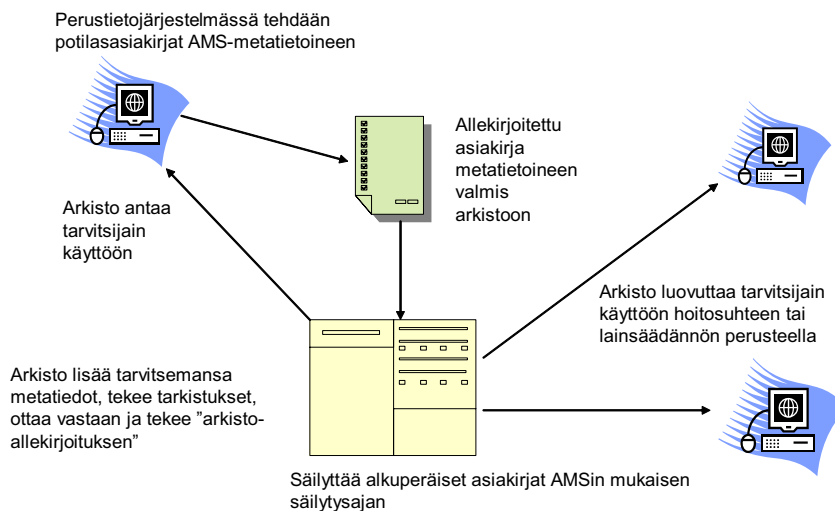 Perustietojärjestelmässä tehdään
potilasasiakirjat AMS-metatietoineen
Allekirjoitettu
asiakirja
metatietoineen
valmis
arkistoon
Arkisto antaa
tarvitsijain
käyttöön
Arkisto luovuttaa tarvitsijain
käyttöön hoitosuhteen tai
lainsäädännön perusteella
Arkisto lisää tarvitsemansa
metatiedot, tekee tarkistukset,
ottaa vastaan ja tekee ”arkisto-
allekirjoituksen”
Säilyttää alkuperäiset asiakirjat AMSin mukaisen
säilytysajan